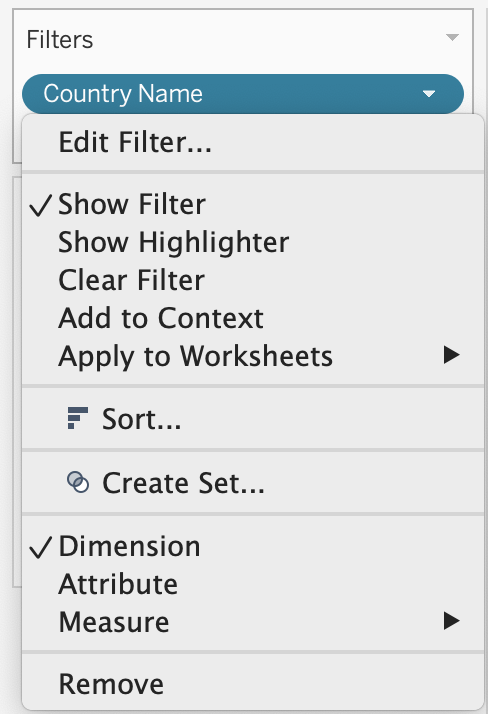 Filters
Country Name
Edit Filter...
Show Filter
Show Highlighter
Clear Filter
Add to Context
Apply to Worksheets
Sort...
Create Set...
Dimension
Attribute
Measure
Remove